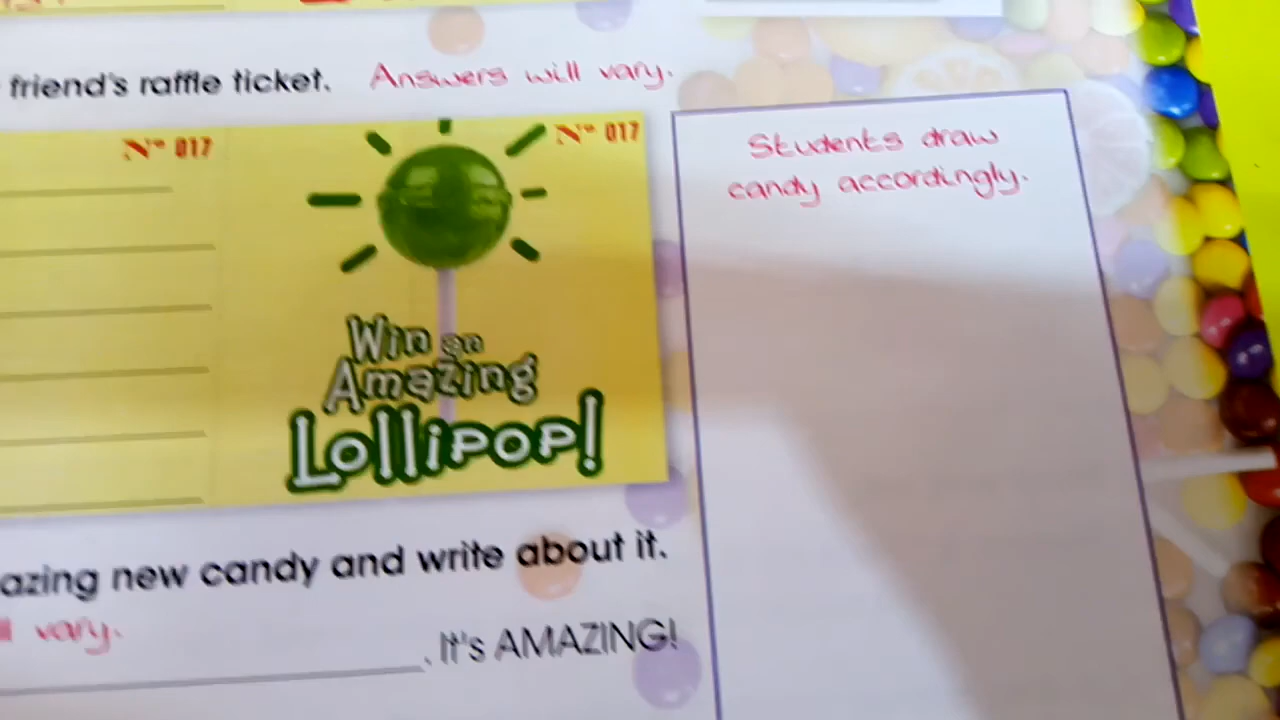 friend's raffle ticket. Answers will vary.
Nº 017
Nº 017
Students draw
candy accordingly.
Win an
Amazing
Lollipop!
azing new candy and write about it.
vary.
. It's AMAZING!